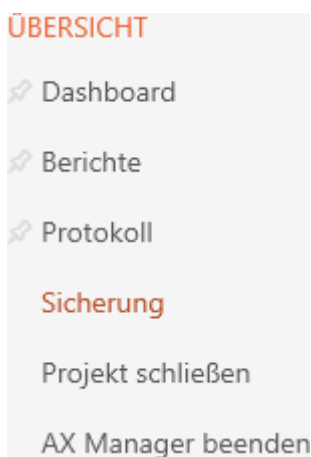 ÜBERSICHT
Dashboard
Berichte
Protokoll
Sicherung
Projekt schließen
AX Manager beenden